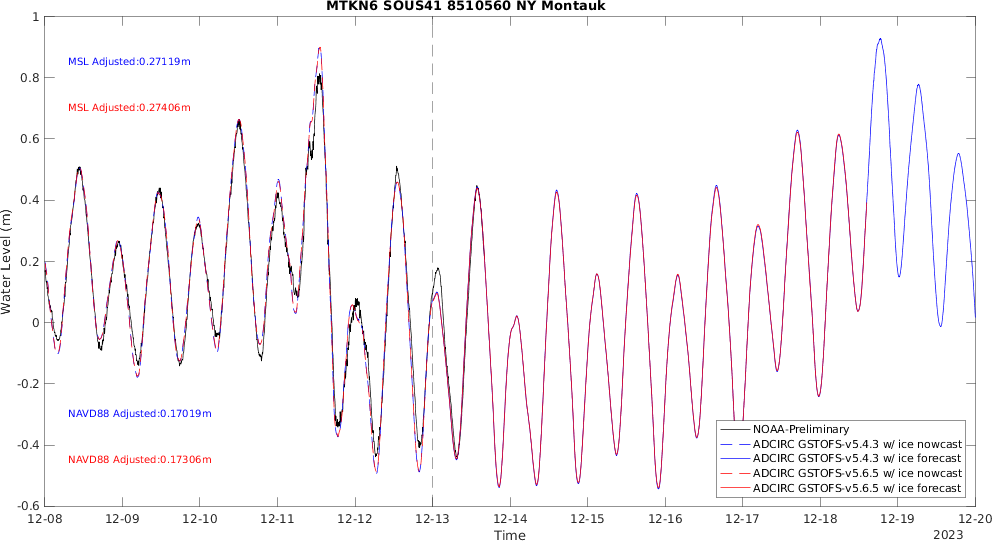 MTKN6 SOUS41 8510560 NY Montauk
Water Level (m)
1
0.8
0.6
0.4
0.2
0
-0.2
-0.4
-0.6
MSL Adjusted:0.27119m
MSL Adjusted:0.27406m
NAVD88 Adjusted:0.17019m
NAVD88 Adjusted:0.17306m
NOAA-Preliminary
ADCIRC GSTOFS-v5.4.3 w/ ice nowcast
ADCIRC GSTOFS-v5.4.3 w/ ice forecast
ADCIRC GSTOFS-v5.6.5 w/ ice nowcast
ADCIRC GSTOFS-v5.6.5 w/ ice forecast
12-08 12-09 12-10 12-11 12-12 12-13 12-14 12-15 12-16 12-17 12-18 12-19 12-20
Time
2023